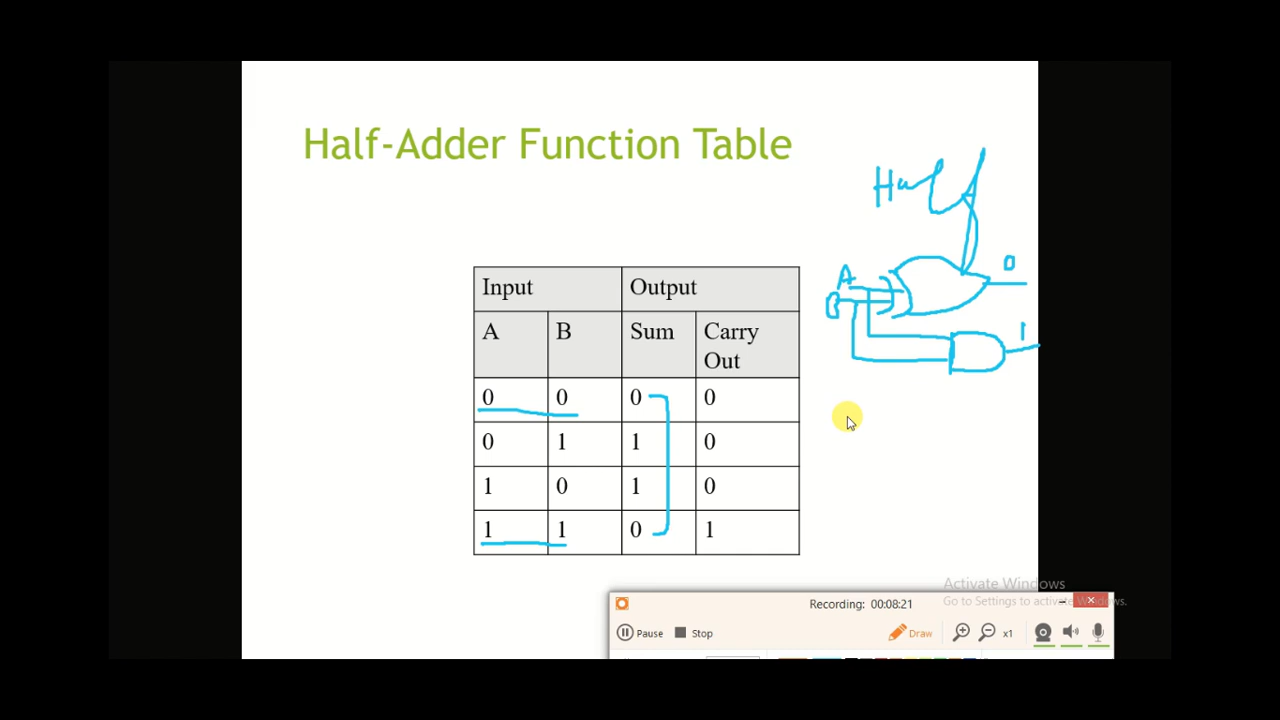 Half-Adder Function Table
Half
A
B
0
1
Input Output
A B Sum Carry Out
0 0 0 0
0 1 1 0
1 0 1 0
1 1 0 1
Activate Windows
Go to Settings to activate Windows.
Recording: 00:08:21
Pause Stop Draw x1